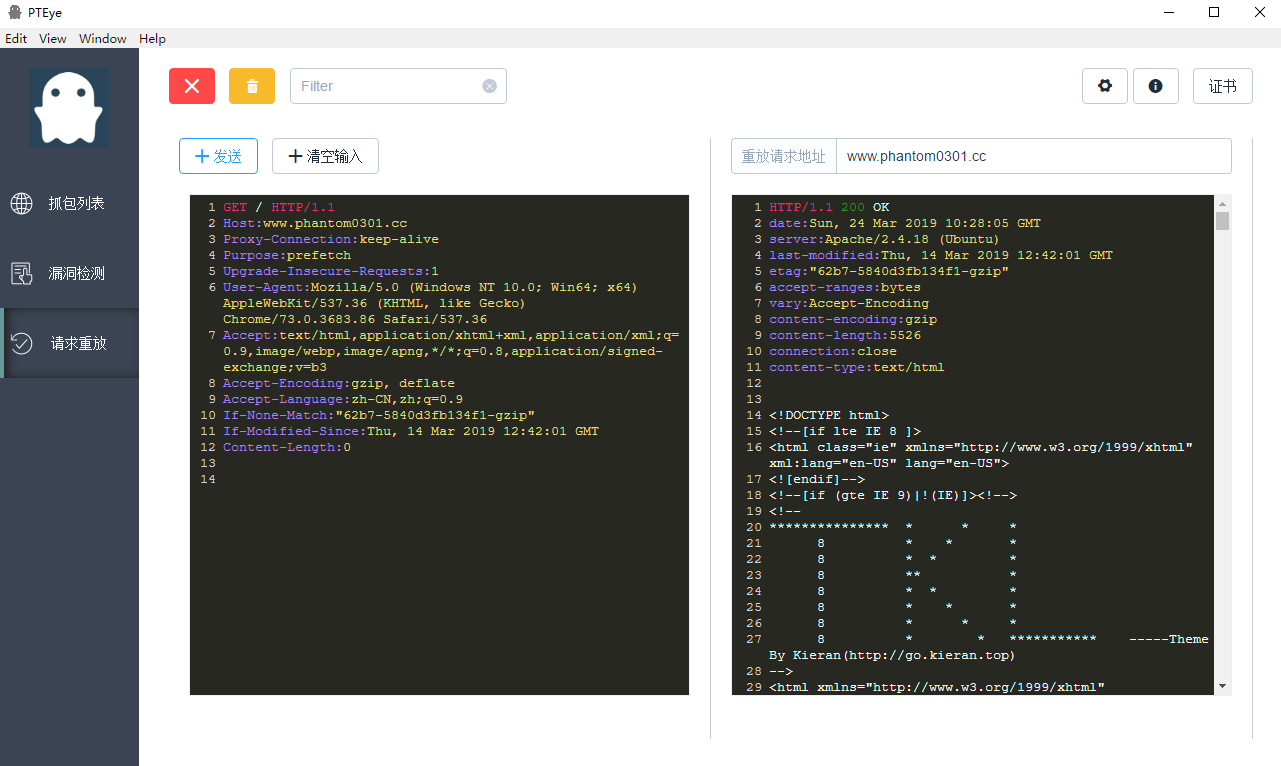 PTEye
Edit View Window Help
Filter
证书
抓包列表
漏洞检测
请求重放
发送 清空输入
重放请求地址 www.phantom0301.cc
1 GET / HTTP/1.1
2 Host:www.phantom0301.cc
3 Proxy-Connection:keep-alive
4 Purpose:prefetch
5 Upgrade-Insecure-Requests:1
6 User-Agent:Mozilla/5.0 (Windows NT 10.0; Win64; x64)
AppleWebKit/537.36 (KHTML, like Gecko)
Chrome/73.0.3683.86 Safari/537.36
7 Accept:text/html,application/xhtml+xml,application/xml;q=
0.9,image/webp,image/apng,*/*;q=0.8,application/signed-
exchange;v=b3
8 Accept-Encoding:gzip, deflate
9 Accept-Language:zh-CN,zh;q=0.9
10 If-None-Match:"62b7-5840d3fb134f1-gzip"
11 If-Modified-Since:Thu, 14 Mar 2019 12:42:01 GMT
12 Content-Length:0
13
14
1 HTTP/1.1 200 OK
2 date:Sun, 24 Mar 2019 10:28:05 GMT
3 server:Apache/2.4.18 (Ubuntu)
4 last-modified:Thu, 14 Mar 2019 12:42:01 GMT
5 etag:"62b7-5840d3fb134f1-gzip"
6 accept-ranges:bytes
7 vary:Accept-Encoding
8 content-encoding:gzip
9 content-length:5526
10 connection:close
11 content-type:text/html
12
13
14 <!DOCTYPE html>
15 <!--[if lte IE 8 ]>
16 <html class="ie" xmlns="http://www.w3.org/1999/xhtml"
xml:lang="en-US" lang="en-US">
17 <![endif]-->
18 <!--[if (gte IE 9)|!(IE)]><!-->
19 <!--
20 ***************  *      *     *
21       8          *    *       *
22       8          *  *         *
23       8          **           *
24       8          *  *         *
25       8          *    *       *
26       8          *      *     *
27       8          *        *   ***********    -----Theme
By Kieran(http://go.kieran.top)
28 -->
29 <html xmlns="http://www.w3.org/1999/xhtml"